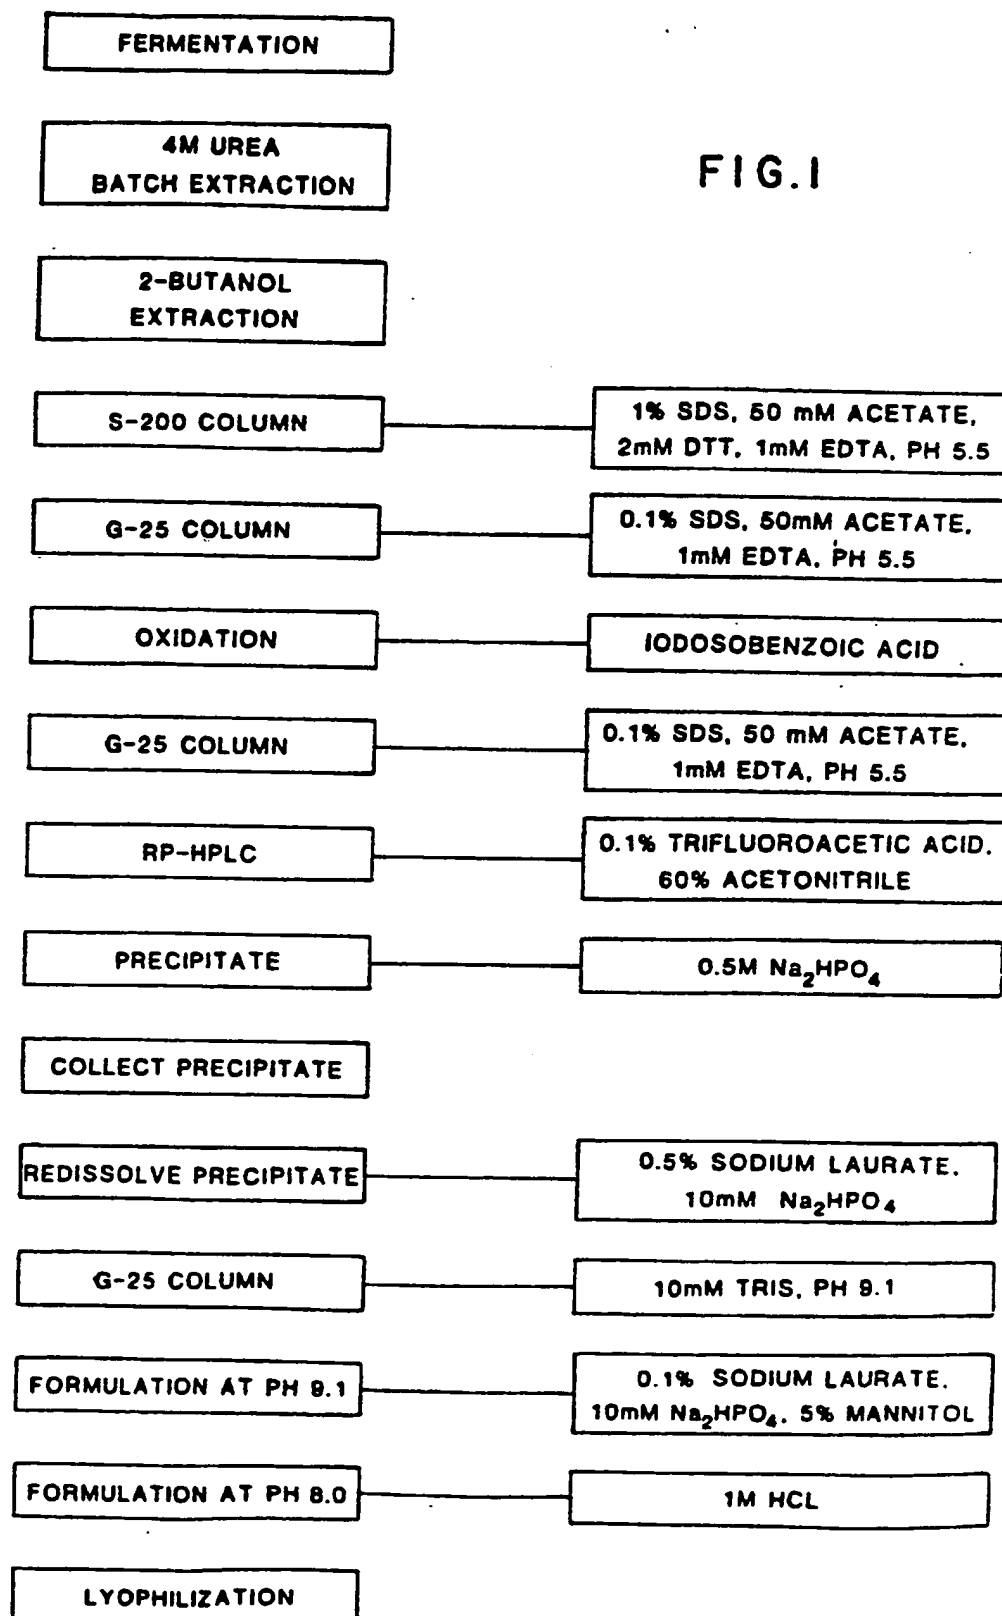 FERMENTATION
4M UREA
BATCH EXTRACTION
FIG.1
2-BUTANOL
EXTRACTION
S-200 COLUMN
1% SDS, 50 mM ACETATE,
2mM DTT, 1mM EDTA, PH 5.5
G-25 COLUMN
0.1% SDS, 50mM ACETATE,
1mM EDTA, PH 5.5
OXIDATION
IODOSOBENZOIC ACID
G-25 COLUMN
0.1% SDS, 50 mM ACETATE,
1mM EDTA, PH 5.5
RP-HPLC
0.1% TRIFLUOROACETIC ACID.
60% ACETONITRILE
PRECIPITATE
0.5M Na₂HPO₄
COLLECT PRECIPITATE
REDISSOLVE PRECIPITATE
0.5% SODIUM LAURATE.
10mM Na₂HPO₄
G-25 COLUMN
10mM TRIS, PH 9.1
FORMULATION AT PH 9.1
0.1% SODIUM LAURATE.
10mM Na₂HPO₄. 5% MANNITOL
FORMULATION AT PH 8.0
1M HCL
LYOPHILIZATION